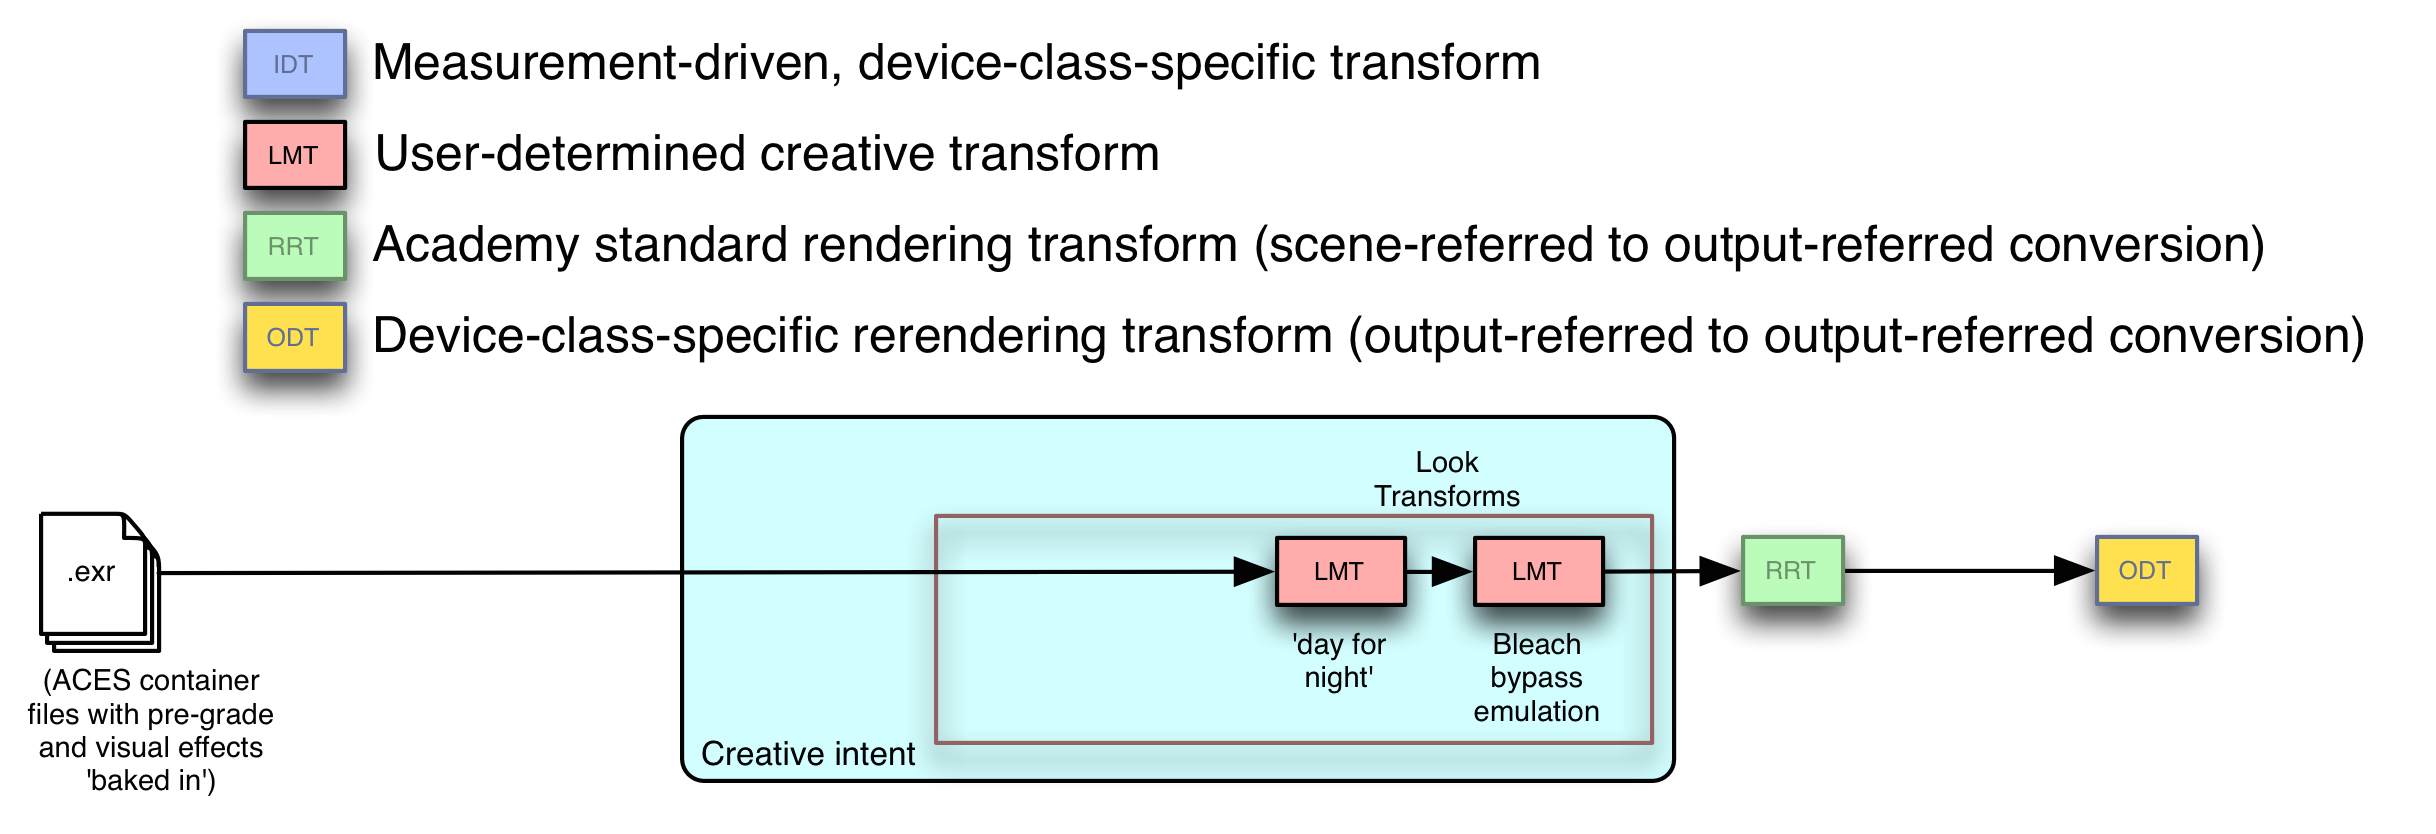 IDT Measurement-driven, device-class-specific transform
LMT User-determined creative transform
RRT Academy standard rendering transform (scene-referred to output-referred conversion)
ODT Device-class-specific rerendering transform (output-referred to output-referred conversion)
Look
Transforms
.exr
LMT
LMT
RRT
ODT
'day for
night'
Bleach
bypass
emulation
(ACES container
files with pre-grade
and visual effects
'baked in')
Creative intent